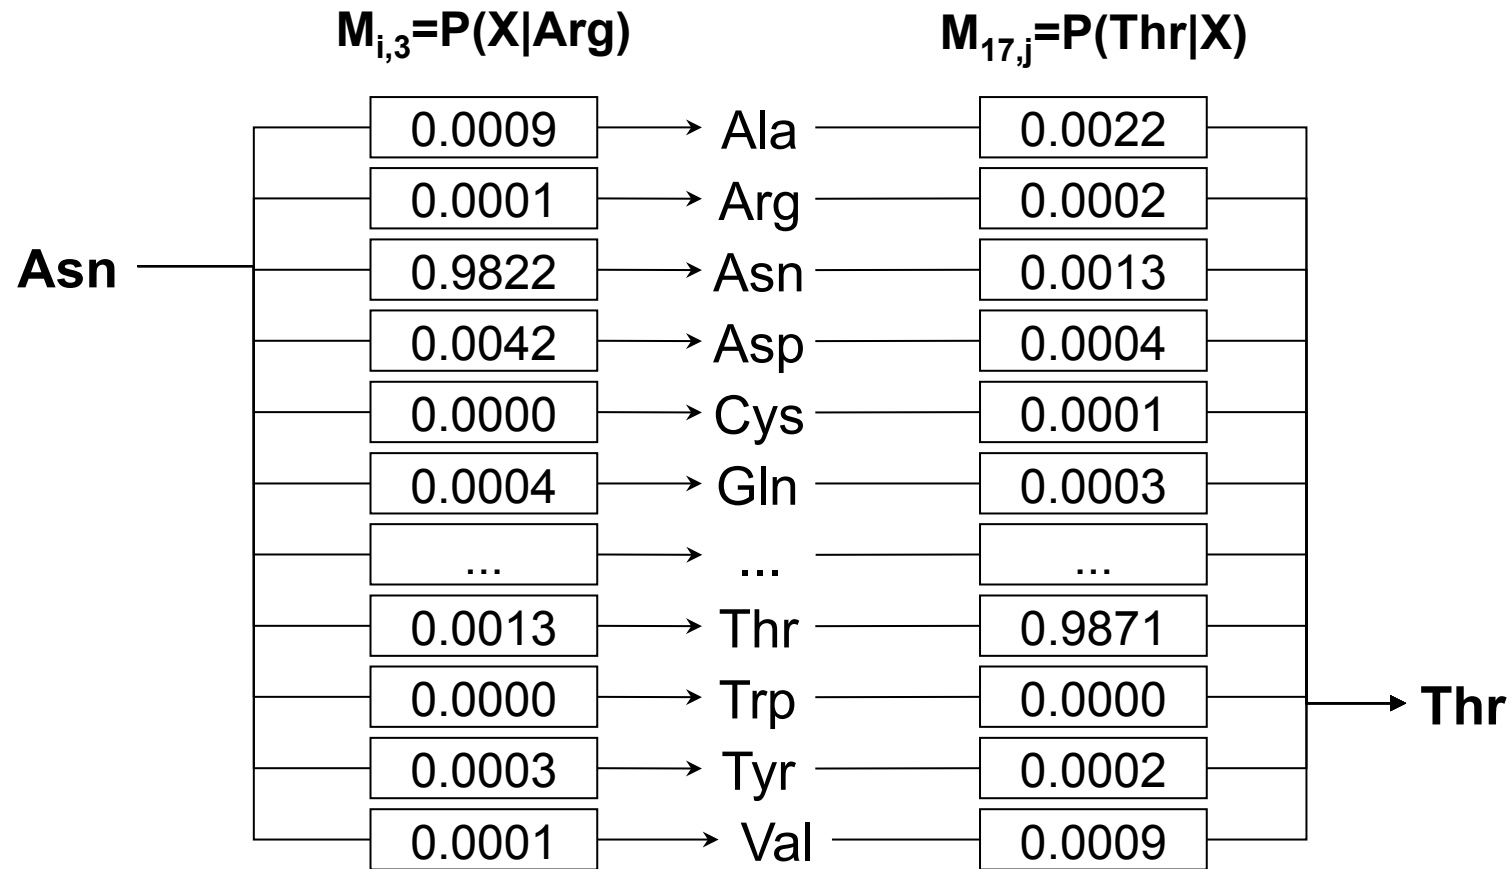 M_{i,3}=P(X|Arg) M_{17,j}=P(Thr|X)
0.0009 Ala 0.0022
0.0001 Arg 0.0002
Asn 0.9822 Asn 0.0013
0.0042 Asp 0.0004
0.0000 Cys 0.0001
0.0004 Gln 0.0003
... ... ...
0.0013 Thr 0.9871
0.0000 Trp 0.0000 Thr
0.0003 Tyr 0.0002
0.0001 Val 0.0009